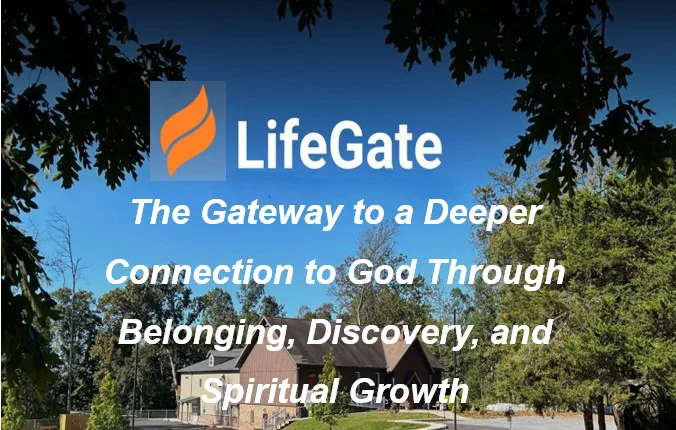 LifeGate
The Gateway to a Deeper
Connection to God Through
Belonging, Discovery, and
Spiritual Growth